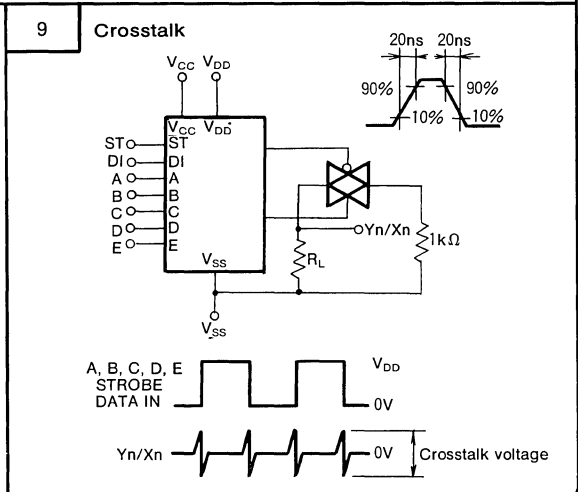 9 Crosstalk
20ns 20ns
90% 90%
10% 10%
VCC VDD
VCC VDD
ST ST
DI DI
A A
B B
C C
D D
E E
VSS
Yn/Xn
1kΩ
RL
VSS
A, B, C, D, E
STROBE
DATA IN
VDD
0V
Yn/Xn
0V
Crosstalk voltage